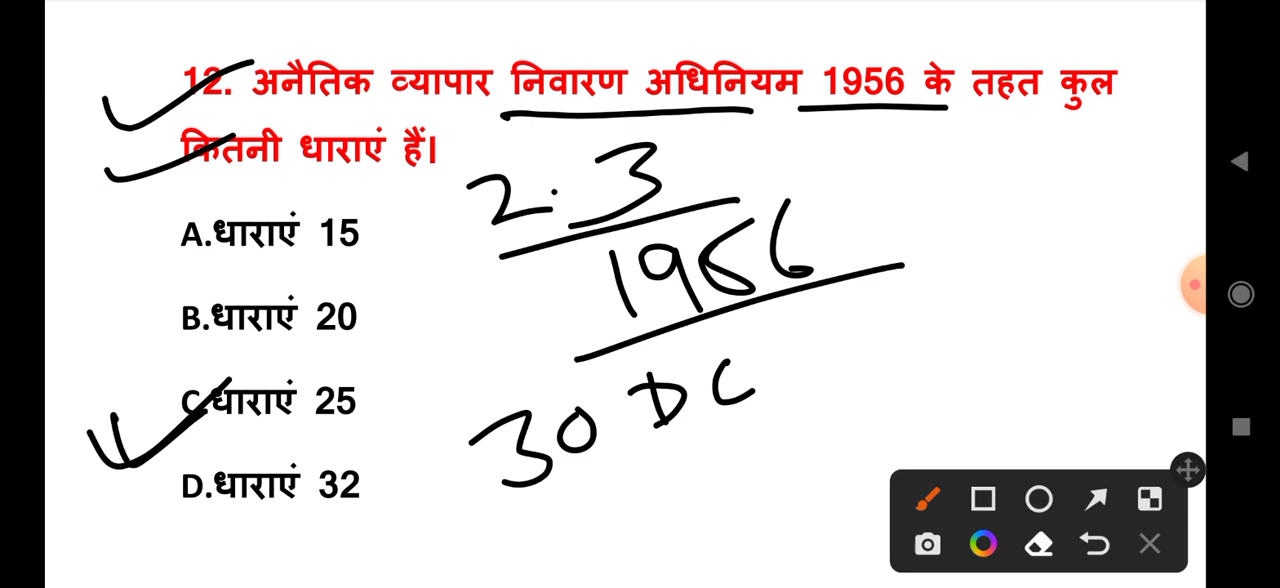 12. अनैतिक व्यापार निवारण अधिनियम 1956 के तहत कुल
कितनी धाराएं हैं।
2.3
A.धाराएं 15
1956
B.धाराएं 20
30 DC
C.धाराएं 25
D.धाराएं 32